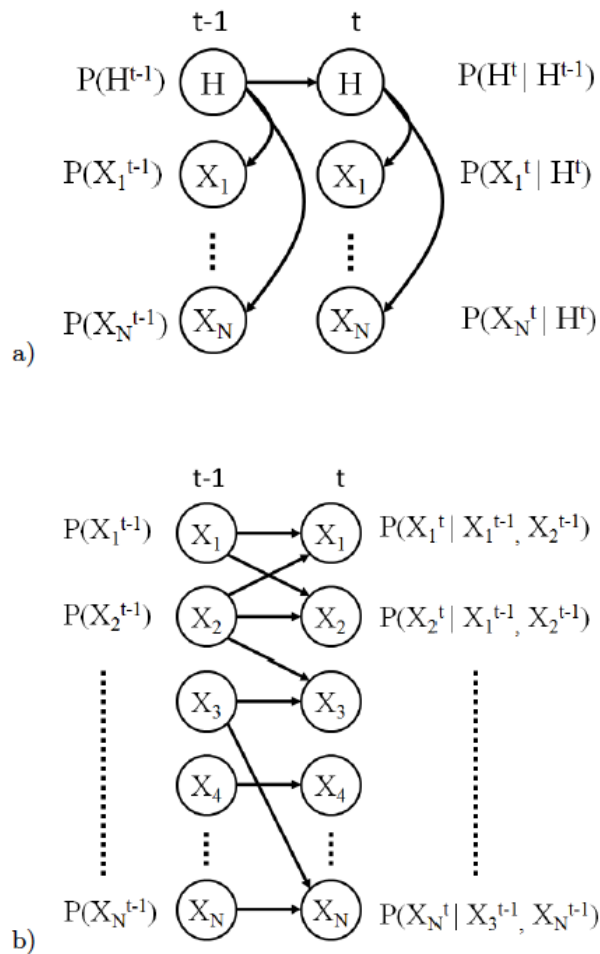 t-1 t
P(H^{t-1}) H H P(H^t | H^{t-1})
P(X_1^{t-1}) X_1 X_1 P(X_1^t | H^t)
P(X_N^{t-1}) X_N X_N P(X_N^t | H^t)
a)
t-1 t
P(X_1^{t-1}) X_1 X_1 P(X_1^t | X_1^{t-1}, X_2^{t-1})
P(X_2^{t-1}) X_2 X_2 P(X_2^t | X_1^{t-1}, X_2^{t-1})
X_3 X_3
X_4 X_4
P(X_N^{t-1}) X_N X_N P(X_N^t | X_3^{t-1}, X_N^{t-1})
b)